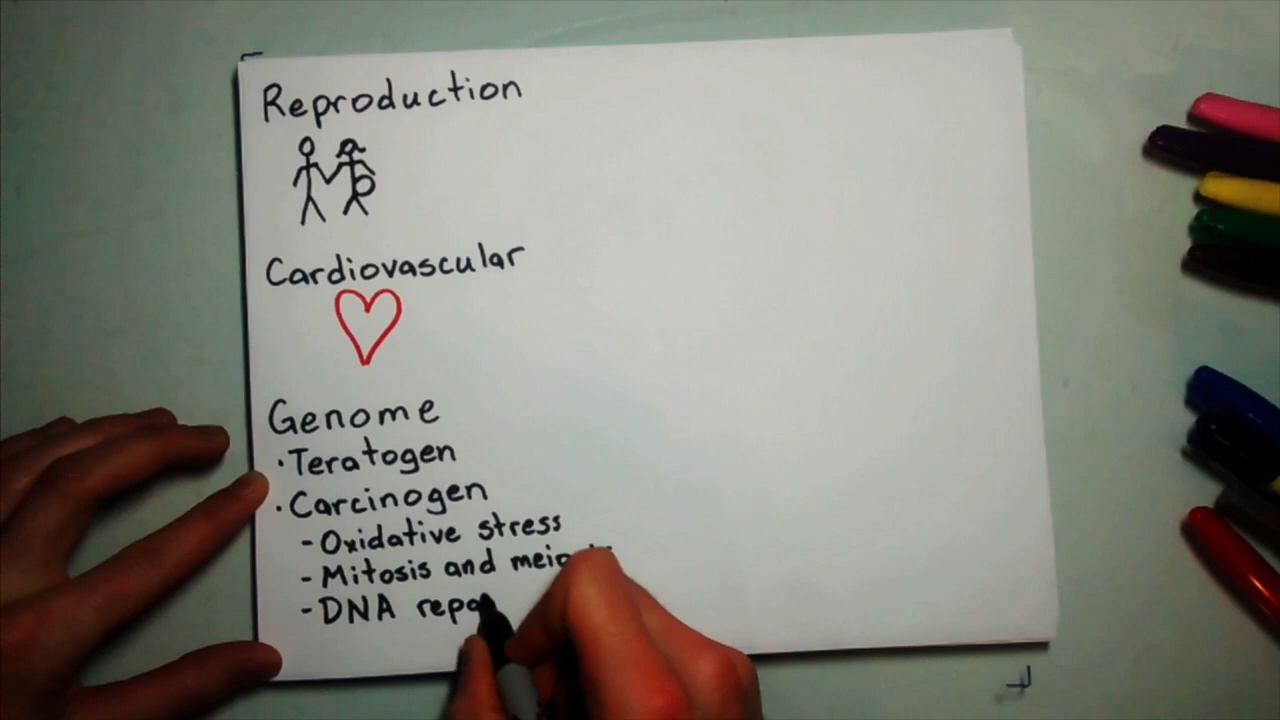 Reproduction
Cardiovascular
Genome
·Teratogen
·Carcinogen
-Oxidative stress
-Mitosis and
-DNA